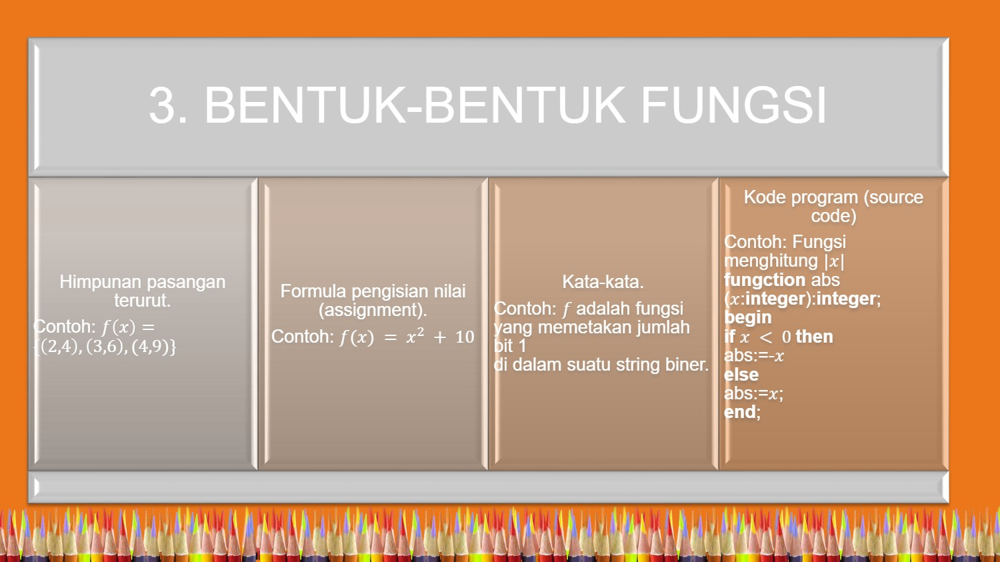 3. BENTUK-BENTUK FUNGSI
Himpunan pasangan
terurut.
Contoh: 𝑓(𝑥) =
{(2,4), (3,6), (4,9)}
Formula pengisian nilai
(assignment).
Contoh: 𝑓(𝑥) = 𝑥² + 10
Kata-kata.
Contoh: 𝑓 adalah fungsi
yang memetakan jumlah
bit 1
di dalam suatu string biner.
Kode program (source
code)
Contoh: Fungsi
menghitung |𝑥|
fungction abs
(𝑥:integer):integer;
begin
if 𝑥 < 0 then
abs:=-𝑥
else
abs:=𝑥;
end;